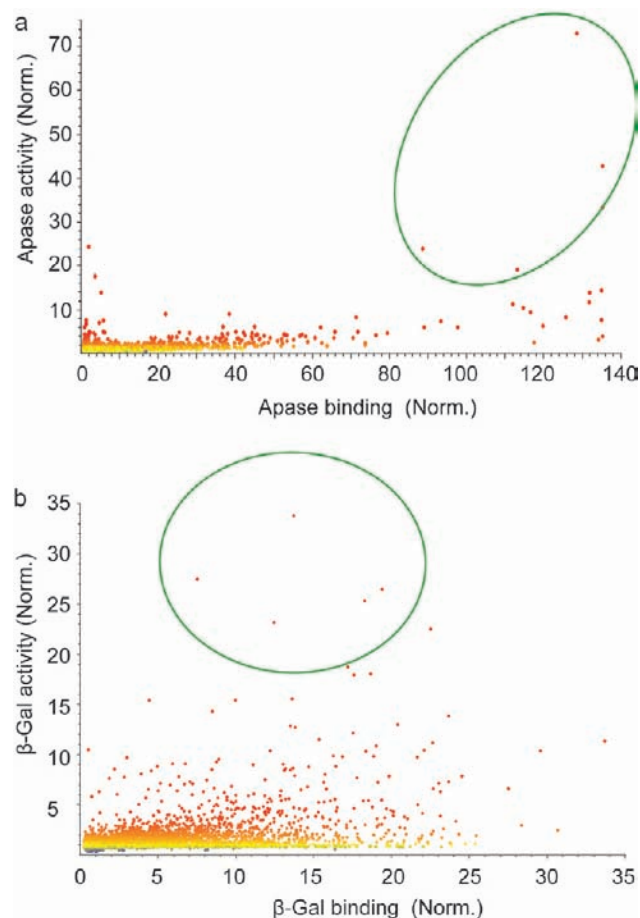 a
70
60
50
40
30
20
10
Apase activity (Norm.)
0 20 40 60 80 100 120 140
Apase binding (Norm.)
b
35
30
25
20
15
10
5
β-Gal activity (Norm.)
0 5 10 15 20 25 30 35
β-Gal binding (Norm.)